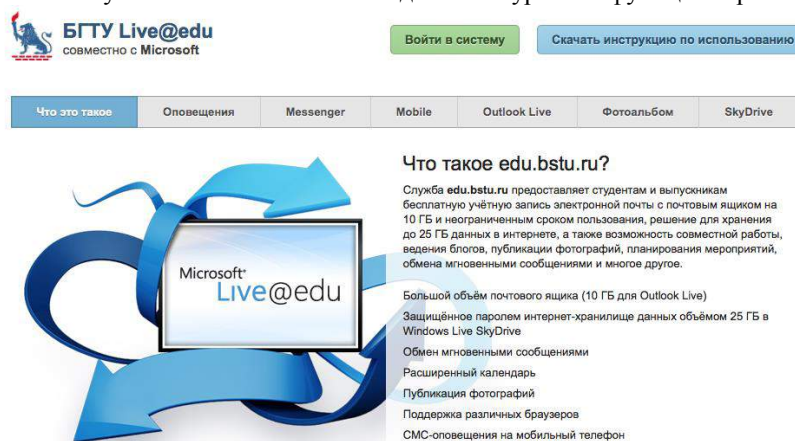 БГТУ Live@edu
совместно с Microsoft
Войти в систему
Скачать инструкцию по использованию
Что это такое
Оповещения
Messenger
Mobile
Outlook Live
Фотоальбом
SkyDrive
Microsoft®
Live@edu
Что такое edu.bstu.ru?
Служба edu.bstu.ru предоставляет студентам и выпускникам
бесплатную учётную запись электронной почты с почтовым ящиком на
10 ГБ и неограниченным сроком пользования, решение для хранения
до 25 ГБ данных в интернете, а также возможность совместной работы,
ведения блогов, публикации фотографий, планирования мероприятий,
обмена мгновенными сообщениями и многое другое.
Большой объём почтового ящика (10 ГБ для Outlook Live)
Защищённое паролем интернет-хранилище данных объёмом 25 ГБ в
Windows Live SkyDrive
Обмен мгновенными сообщениями
Расширенный календарь
Публикация фотографий
Поддержка различных браузеров
СМС-оповещения на мобильный телефон